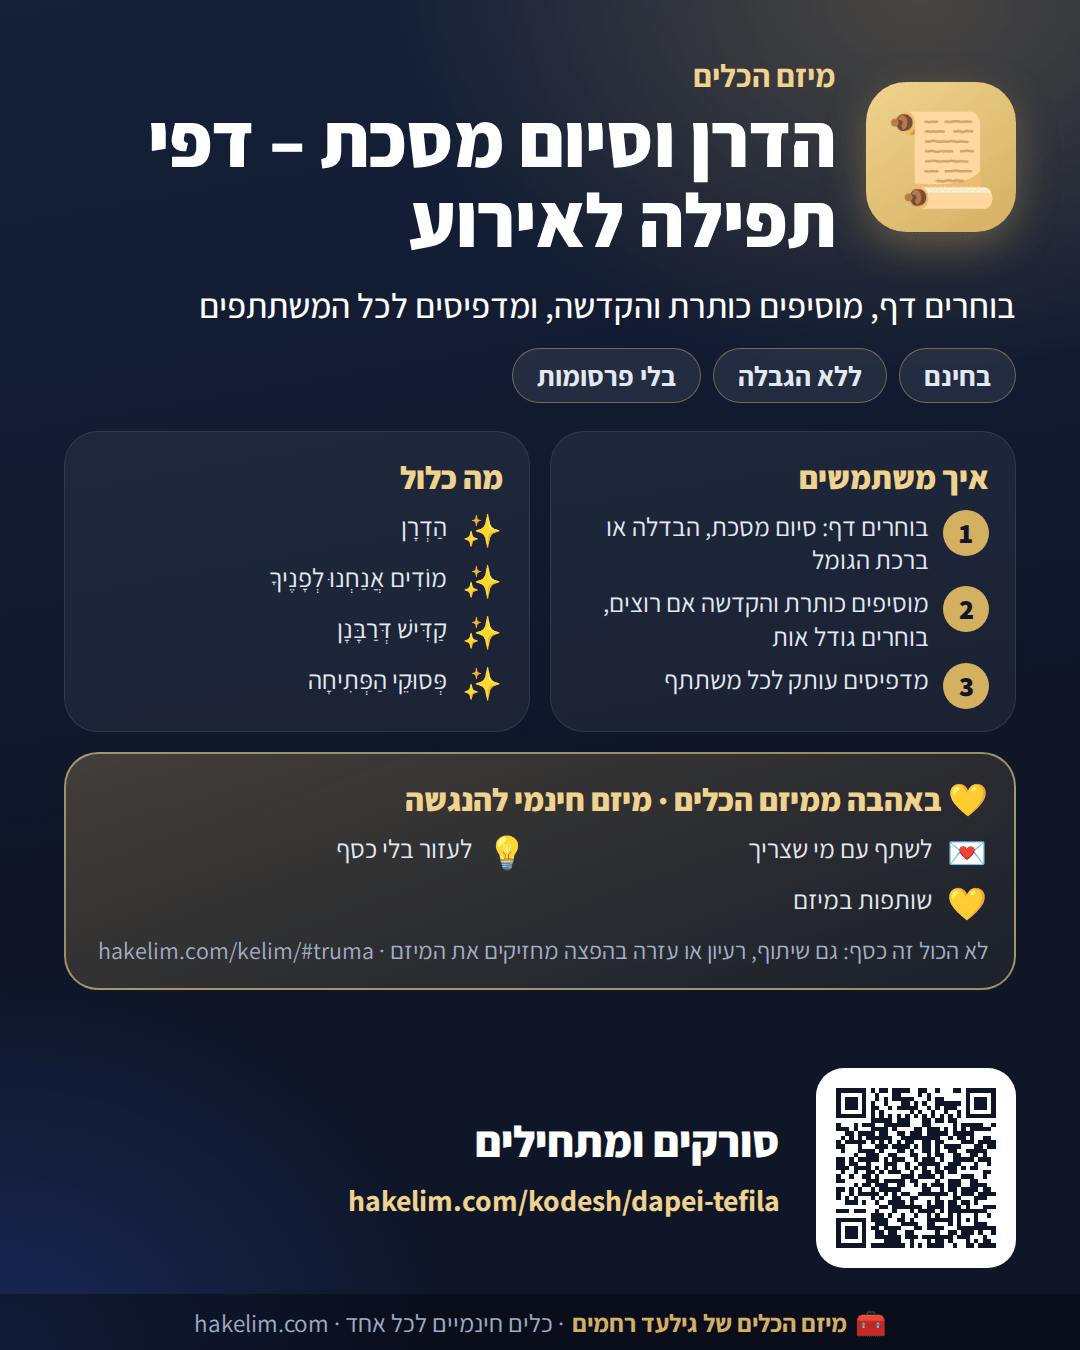 מיזם הכלים
הדרן וסיום מסכת – דפי
תפילה לאירוע
בוחרים דף, מוסיפים כותרת והקדשה, ומדפיסים לכל המשתתפים
בחינם
ללא הגבלה
בלי פרסומות
איך משתמשים
1 בוחרים דף: סיום מסכת, הבדלה או
ברכת הגומל
2 מוסיפים כותרת והקדשה אם רוצים,
בוחרים גודל אות
3 מדפיסים עותק לכל משתתף
מה כלול
הַדְרָן
מוֹדִים אֲנַחְנוּ לְפָנֶיךָ
קַדִּישׁ דְּרַבָּנָן
פְּסוּקֵי הַפְּתִיחָה
באהבה ממיזם הכלים · מיזם חינמי להנגשה
לשתף עם מי שצריך
לעזור בלי כסף
שותפות במיזם
לא הכול זה כסף: גם שיתוף, רעיון או עזרה בהפצה מחזיקים את המיזם · hakelim.com/kelim/#truma
סורקים ומתחילים
hakelim.com/kodesh/dapei-tefila
מיזם הכלים של גילעד רחמים · כלים חינמיים לכל אחד · hakelim.com